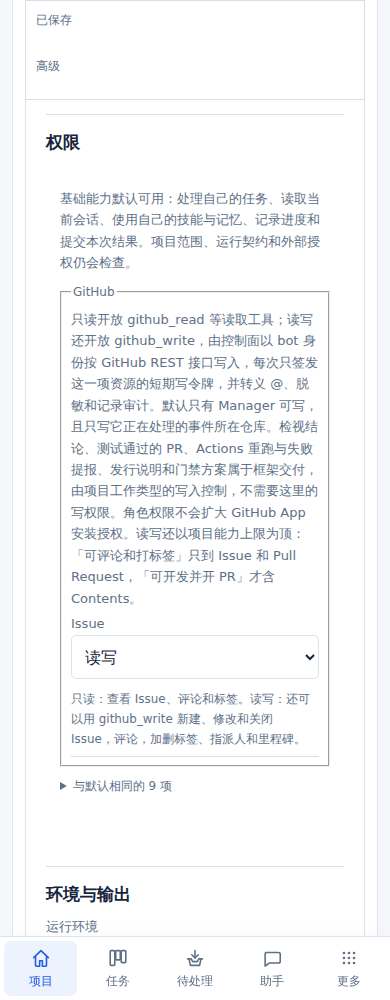 已保存
高级
权限
基础能力默认可用：处理自己的任务、读取当
前会话、使用自己的技能与记忆、记录进度和
提交本次结果。项目范围、运行契约和外部授
权仍会检查。
GitHub
只读开放 github_read 等读取工具；读写
还开放 github_write，由控制面以 bot 身
份按 GitHub REST 接口写入，每次只签发
这一项资源的短期写令牌，并转义 @、脱
敏和记录审计。默认只有 Manager 可写，
且只写它正在处理的事件所在仓库。检视结
论、测试通过的 PR、Actions 重跑与失败
提报、发行说明和门禁方案属于框架交付，
由项目工作类型的写入控制，不需要这里的
写权限。角色权限不会扩大 GitHub App
安装授权。读写还以项目能力上限为顶：
「可评论和打标签」只到 Issue 和 Pull
Request，「可开发并开 PR」才含
Contents。
Issue
读写
只读：查看 Issue、评论和标签。读写：还可
以用 github_write 新建、修改和关闭
Issue，评论，加删标签、指派人和里程碑。
与默认相同的 9 项
环境与输出
运行环境
项目
任务
待处理
助手
更多